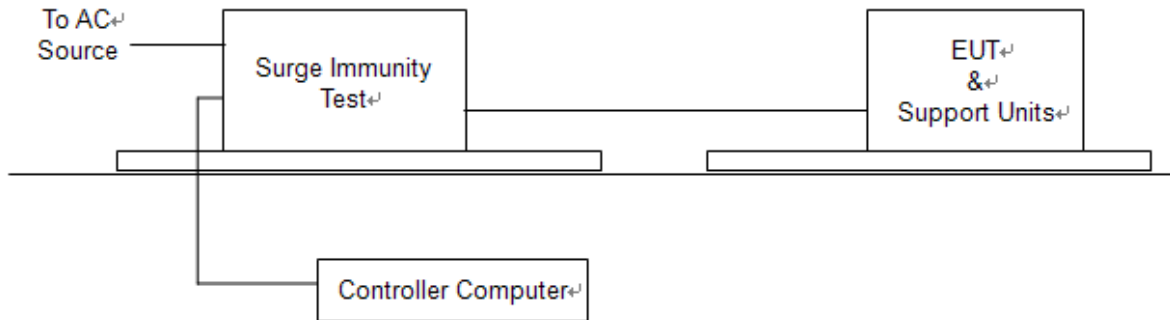 To AC↵
Source
Surge Immunity
Test↵
EUT↵
&↵
Support Units↵
Controller Computer↵